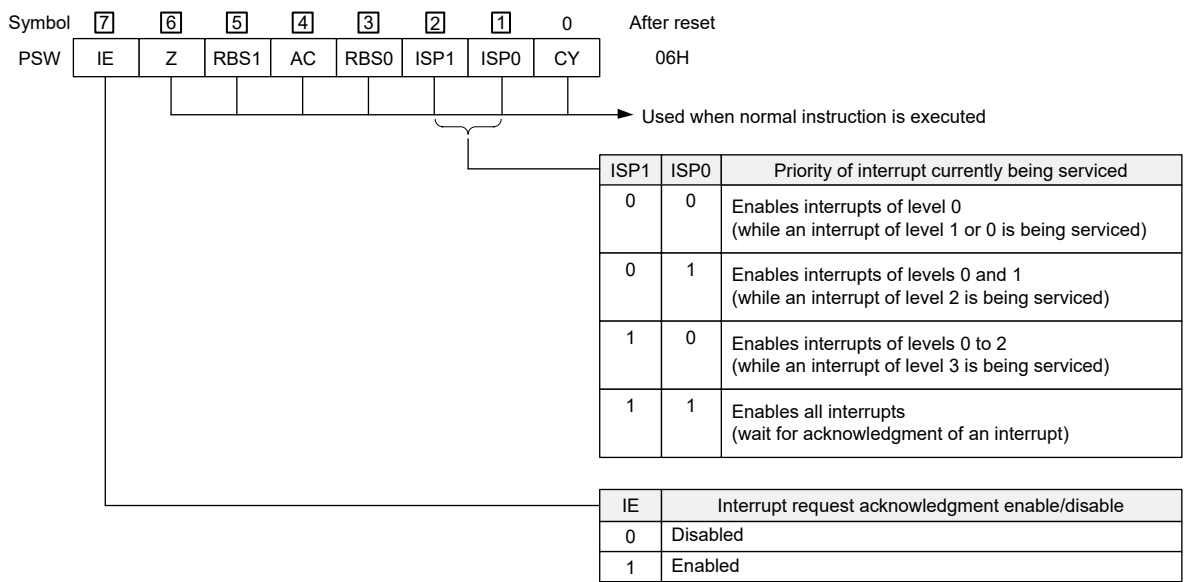 Symbol 7 6 5 4 3 2 1 0 After reset
PSW IE Z RBS1 AC RBS0 ISP1 ISP0 CY 06H
Used when normal instruction is executed
ISP1 ISP0 Priority of interrupt currently being serviced
0 0 Enables interrupts of level 0
(while an interrupt of level 1 or 0 is being serviced)
0 1 Enables interrupts of levels 0 and 1
(while an interrupt of level 2 is being serviced)
1 0 Enables interrupts of levels 0 to 2
(while an interrupt of level 3 is being serviced)
1 1 Enables all interrupts
(wait for acknowledgment of an interrupt)
IE Interrupt request acknowledgment enable/disable
0 Disabled
1 Enabled